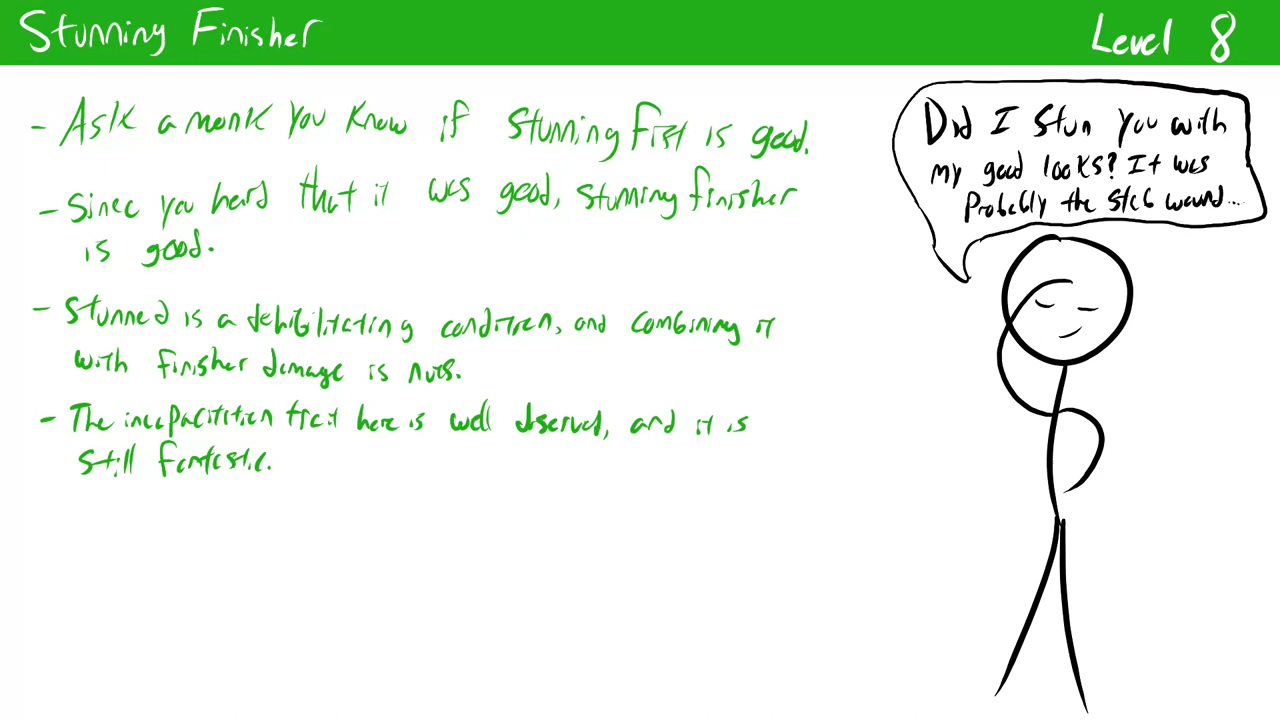 Stunning Finisher
Level 8
- Ask a monk you know if stunning fist is good.
- Since you heard that it was good, stunning finisher
is good.
- Stunned is a debilitating condition, and combining it
with finisher damage is nuts.
- The incapacitation trait here is well deserved, and it is
still fantastic.
Did I stun you with
my good looks? It was
Probably the stab wound...